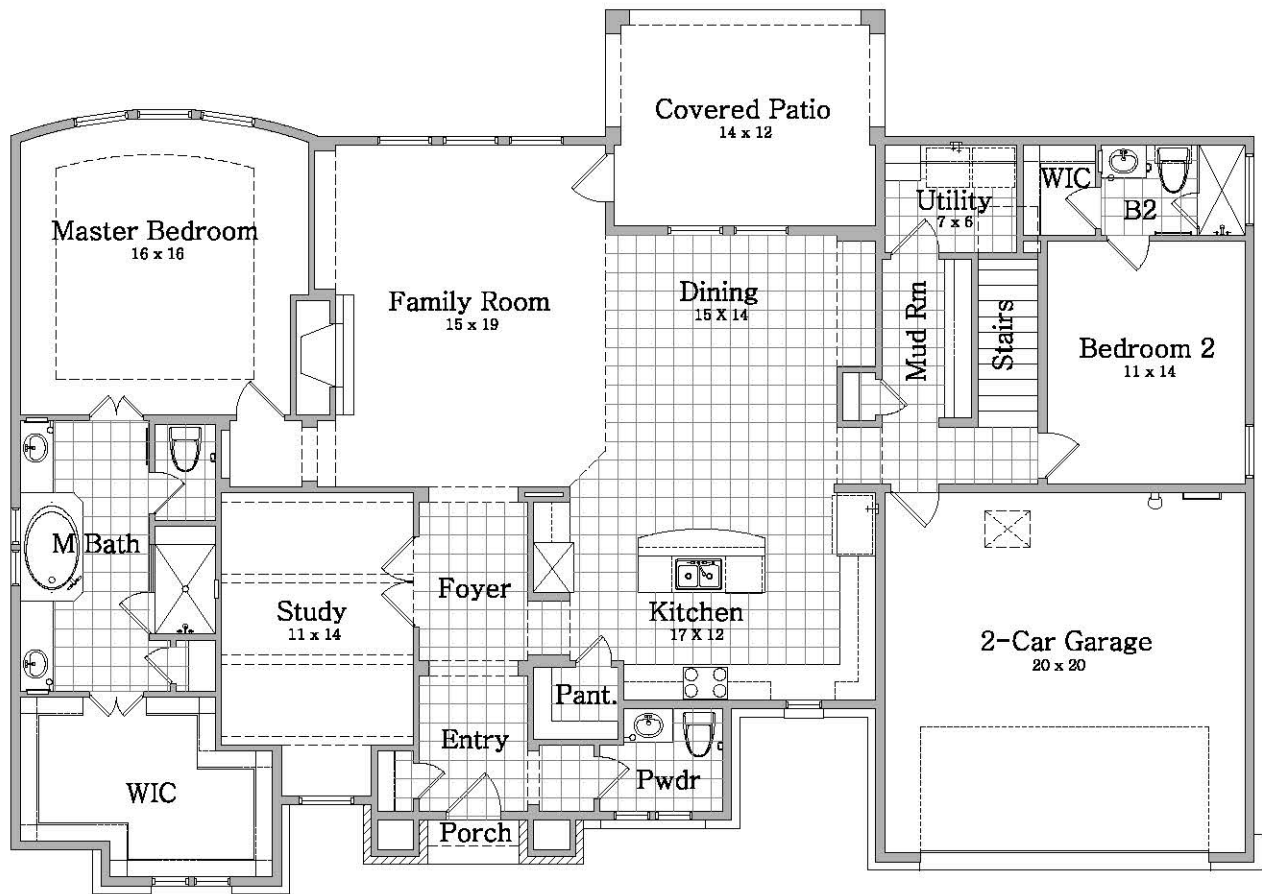 Covered Patio
14 x 12
Master Bedroom
16 x 16
Family Room
15 x 19
Dining
15 X 14
Utility
7 x 6
WIC
B2
Mud Rm
Stairs
Bedroom 2
11 x 14
M Bath
Study
11 x 14
Foyer
Kitchen
17 X 12
2-Car Garage
20 x 20
Pant.
Entry
Pwdr
WIC
Porch